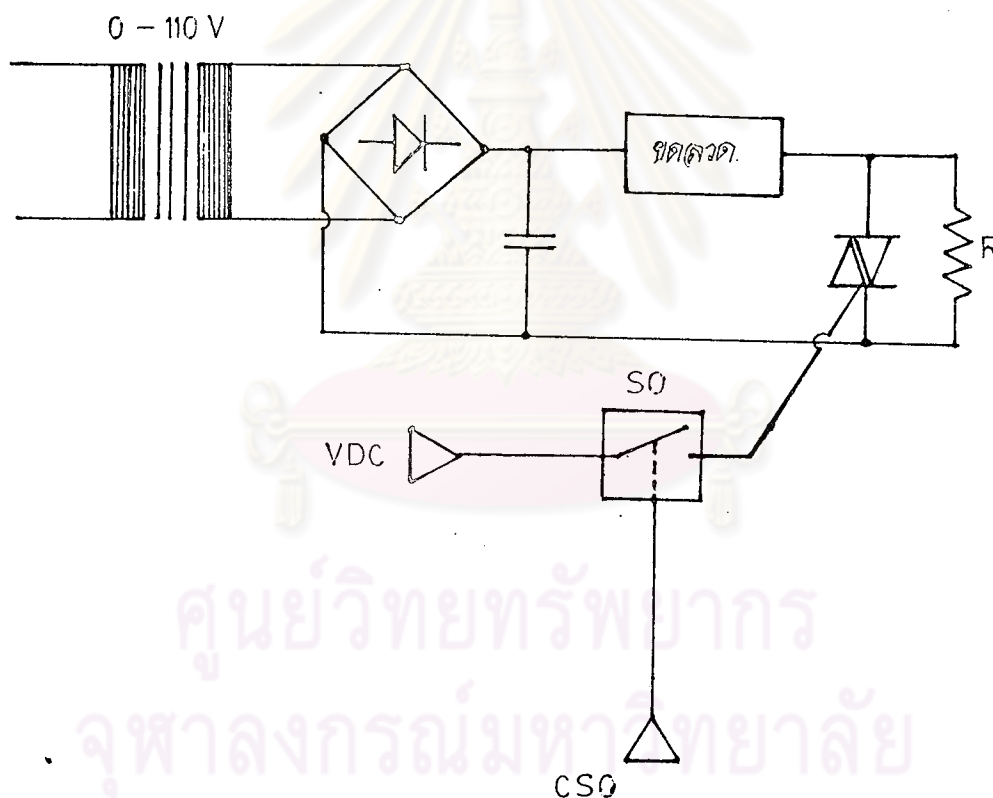 0 – 110 V
ขดลวด.
R
SO
VDC
CSO
ศูนย์วิทยทรัพยากร
จุฬาลงกรณ์มหาวิทยาลัย